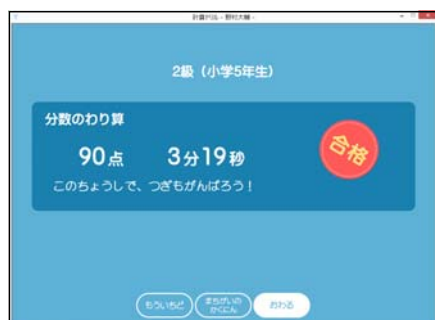 計算ドリル - 野村大輔 -
2級（小学5年生）
分数のわり算
90点 3分19秒
合格
このちょうしで、つぎもがんばろう！
もういちど
まちがいの
かくにん
おわる